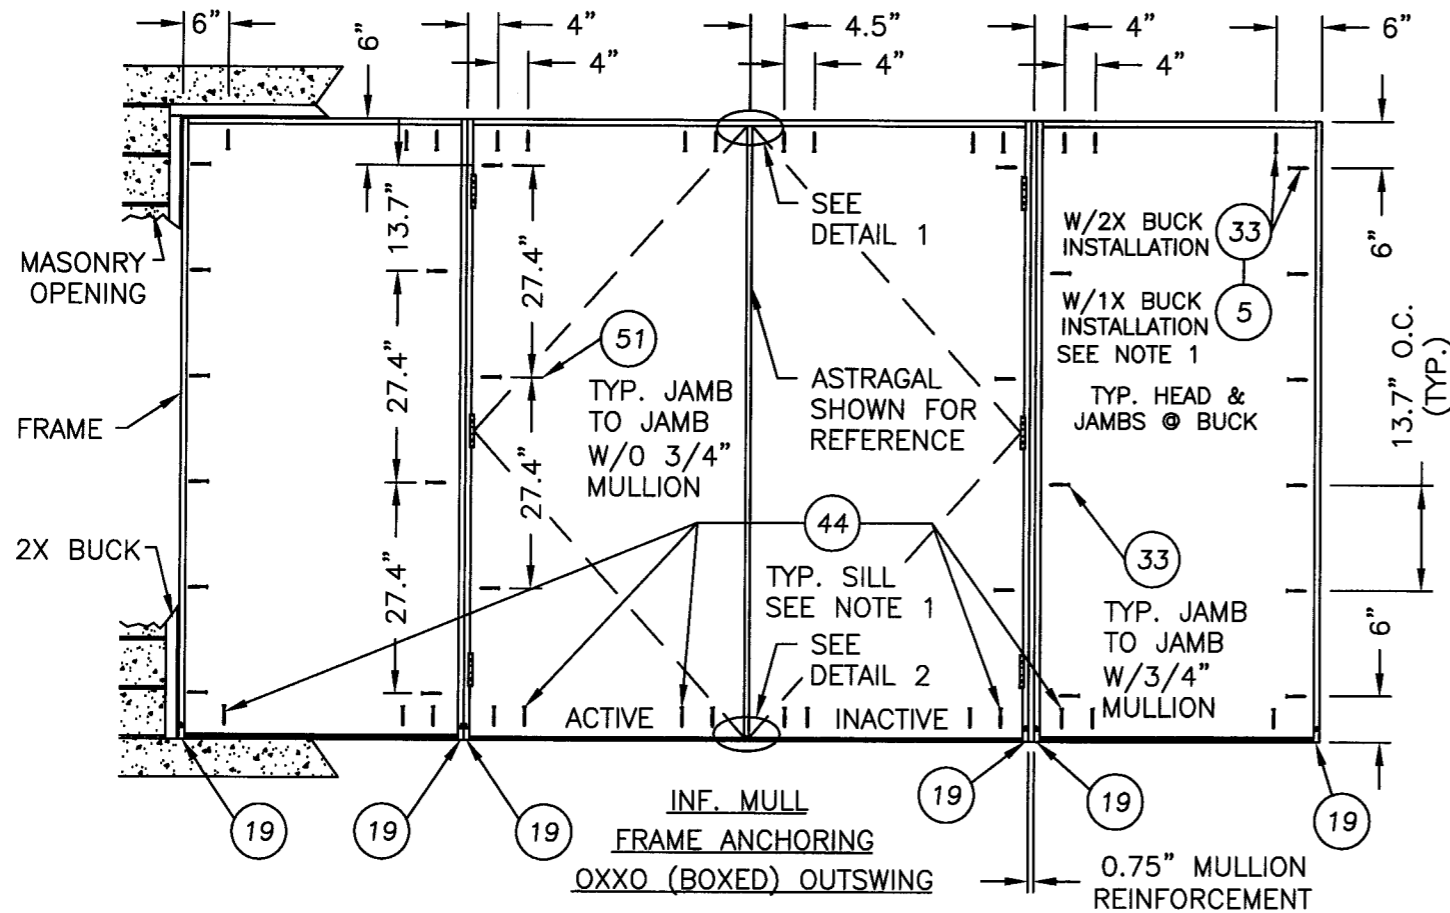 6”
6”
4”
4”
4.5”
4”
4”
4”
6”
MASONRY
OPENING
FRAME
2X BUCK
13.7”
27.4”
27.4”
27.4”
27.4”
51
TYP. JAMB
TO JAMB
W/O 3/4”
MULLION
SEE
DETAIL 1
ASTRAGAL
SHOWN FOR
REFERENCE
44
TYP. SILL
SEE NOTE 1
SEE
DETAIL 2
ACTIVE
INACTIVE
W/2X BUCK
INSTALLATION
33
W/1X BUCK
INSTALLATION
SEE NOTE 1
5
TYP. HEAD &
JAMBS @ BUCK
6”
13.7” O.C.
(TYP.)
6”
33
TYP. JAMB
TO JAMB
W/3/4”
MULLION
19
19
19
19
19
19
INF. MULL
FRAME ANCHORING
OXXO (BOXED) OUTSWING
0.75” MULLION
REINFORCEMENT